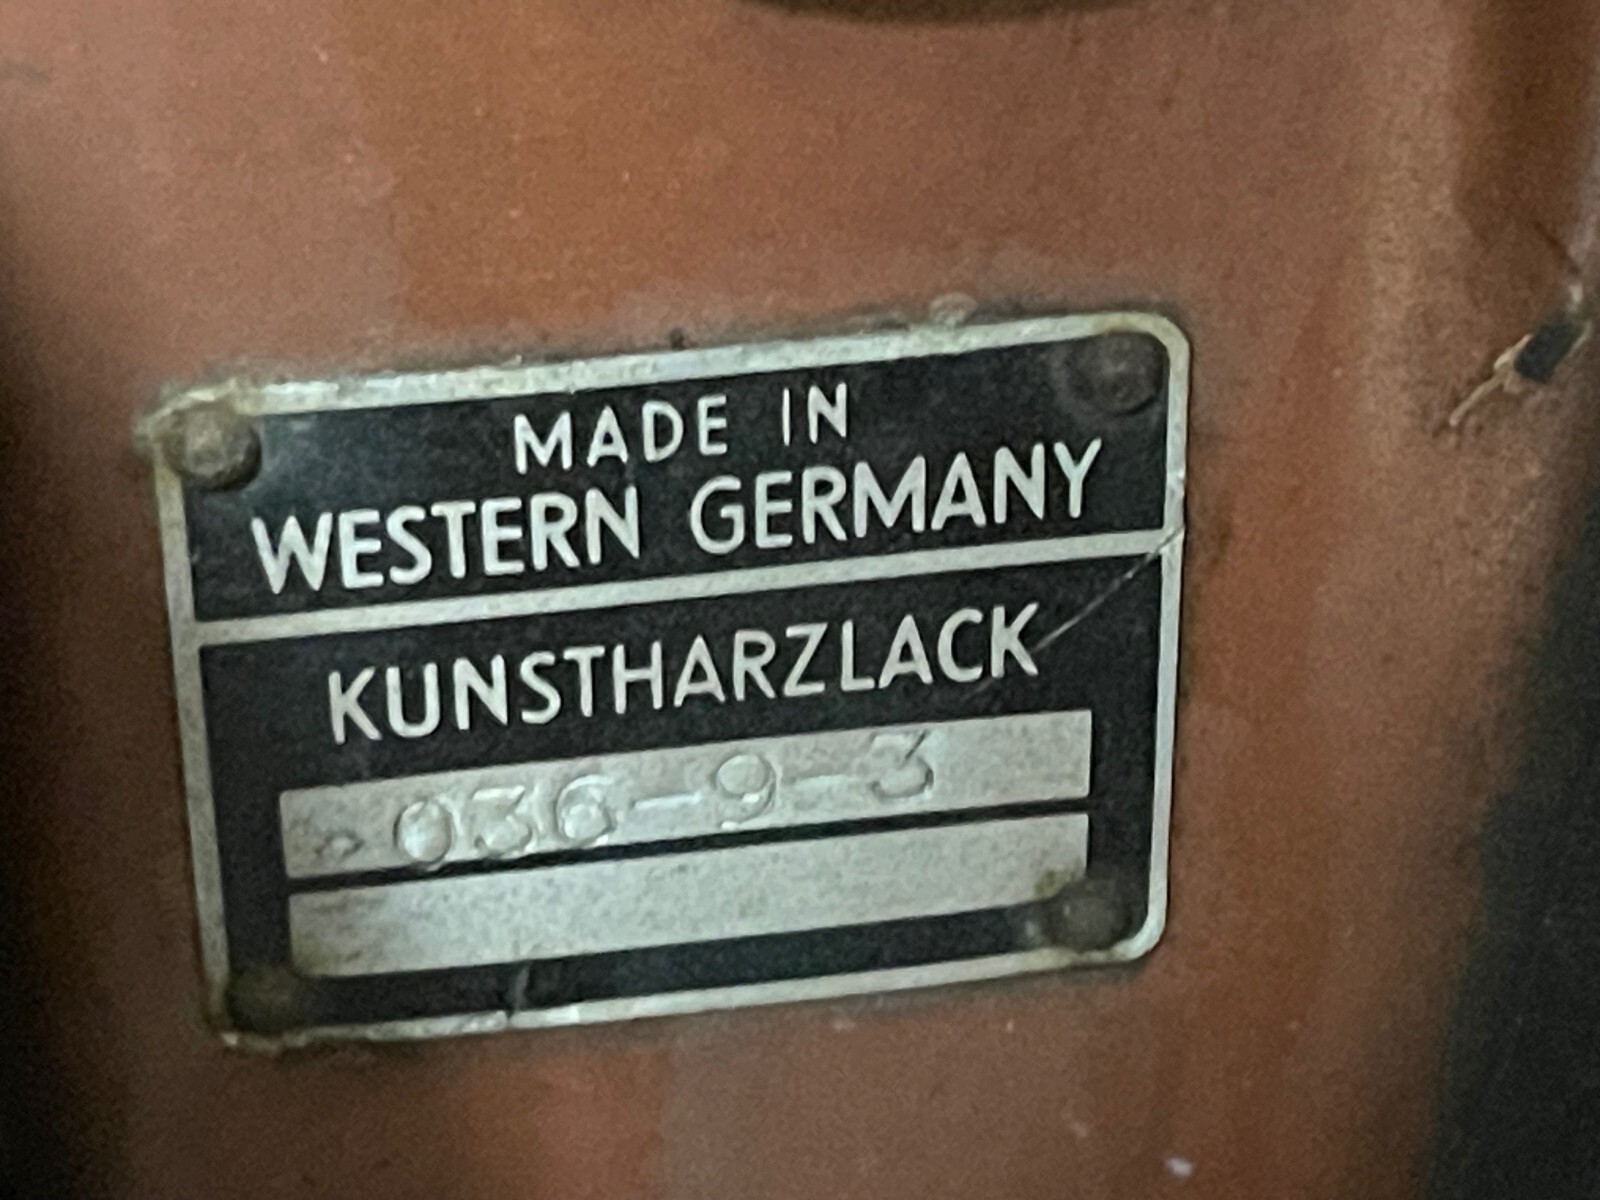 MADE IN
WESTERN GERMANY
KUNSTHARZLACK
036-9-3